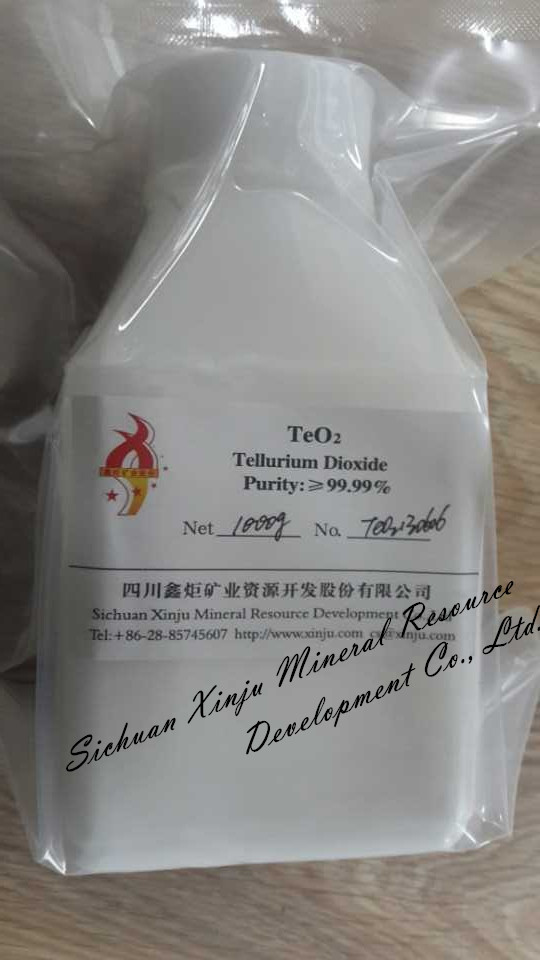 TeO₂
Tellurium Dioxide
Purity:≥99.99%
Net 1000g No. TeO₂130606
四川鑫炬矿业资源开发股份有限公司
Sichuan Xinju Mineral Resource Development
Tel:+86-28-85745607 http://www.xinju.com
Sichuan Xinju Mineral Resource
Development Co., Ltd.